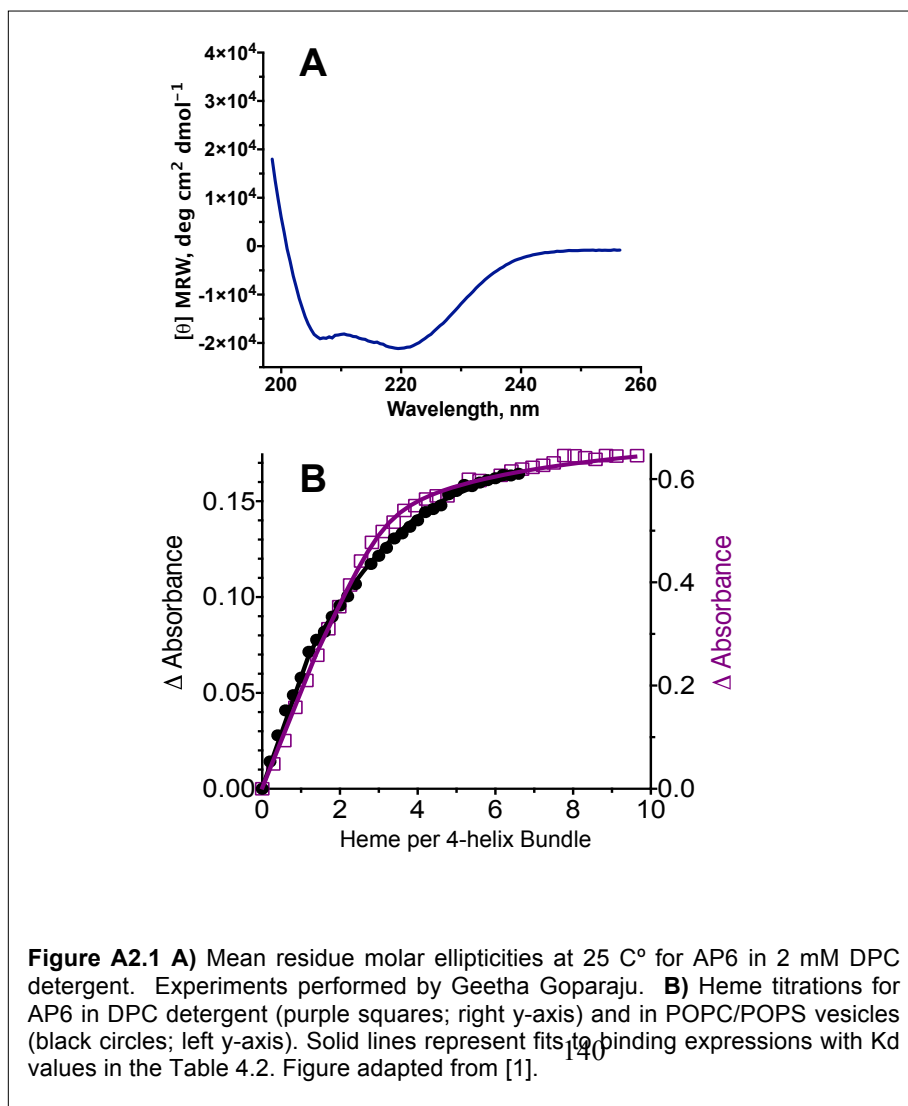 A
4×10⁴
3×10⁴
2×10⁴
1×10⁴
0
-1×10⁴
-2×10⁴
[θ] MRW, deg cm² dmol⁻¹
200 220 240 260
Wavelength, nm
B
0.15
0.10
0.05
0.00
Δ Absorbance
0.6
0.4
0.2
0.0
Δ Absorbance
0 2 4 6 8 10
Heme per 4-helix Bundle
Figure A2.1 A) Mean residue molar ellipticities at 25 Cº for AP6 in 2 mM DPC
detergent. Experiments performed by Geetha Goparaju. B) Heme titrations for
AP6 in DPC detergent (purple squares; right y-axis) and in POPC/POPS vesicles
(black circles; left y-axis). Solid lines represent fits to binding expressions with Kd
140
values in the Table 4.2. Figure adapted from [1].